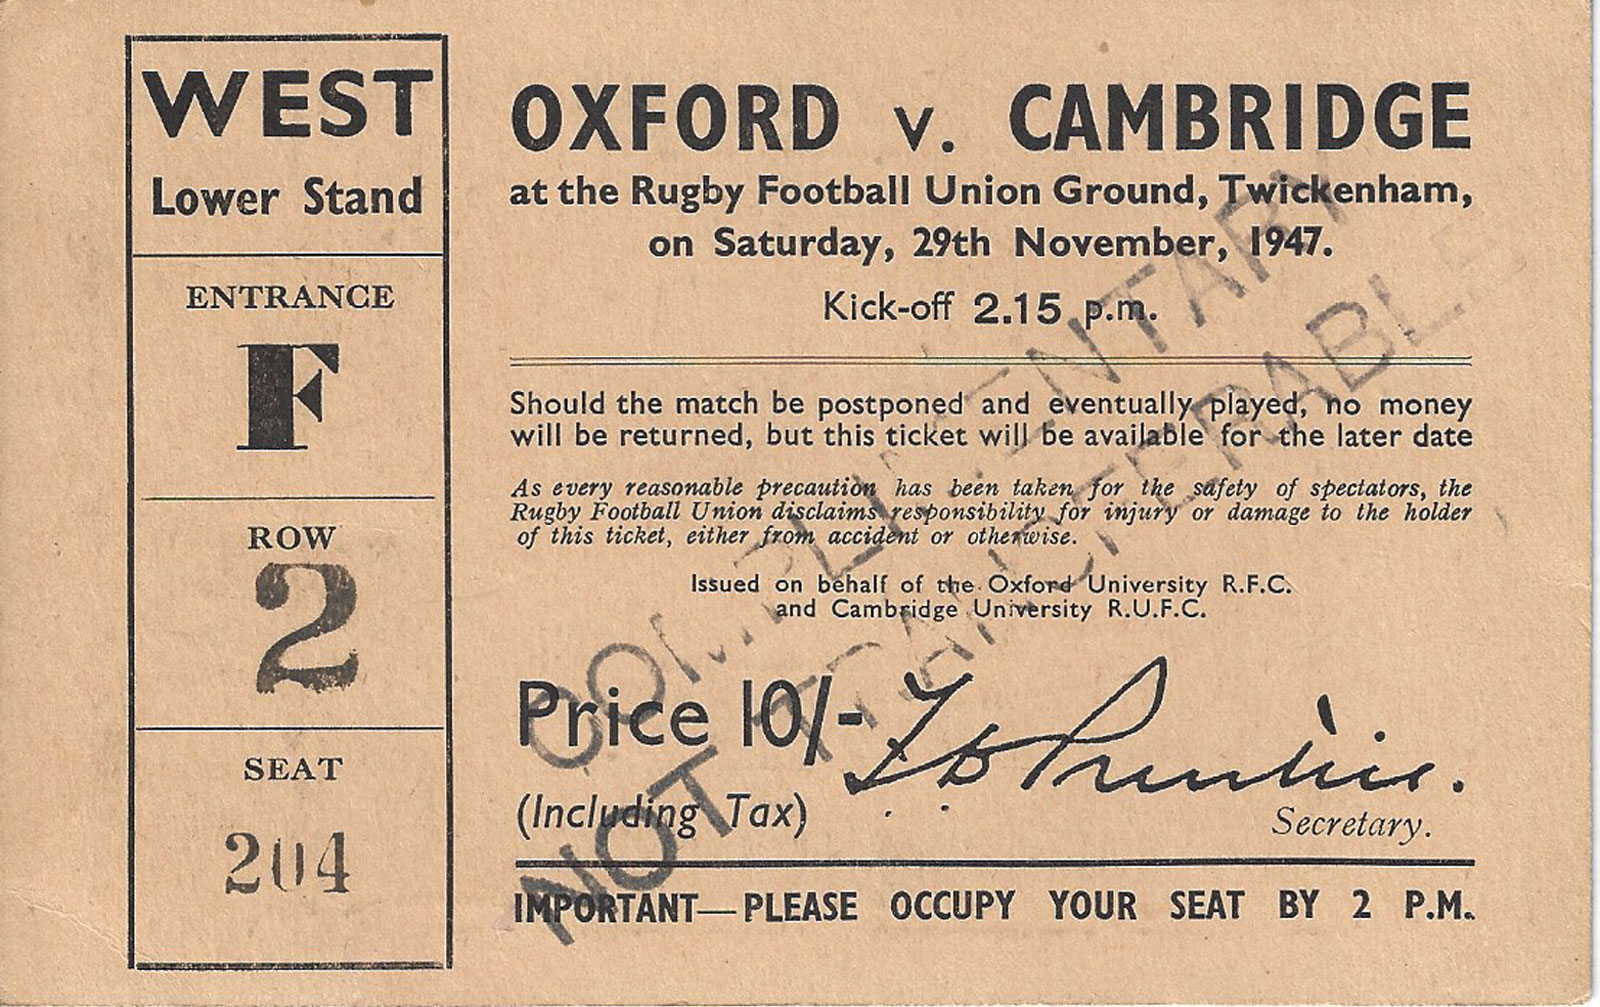 WEST
Lower Stand
ENTRANCE
F
ROW
2
SEAT
204
OXFORD v. CAMBRIDGE
at the Rugby Football Union Ground, Twickenham,
on Saturday, 29th November, 1947.
Kick-off 2.15 p.m.
Should the match be postponed and eventually played, no money
will be returned, but this ticket will be available for the later date
As every reasonable precaution has been taken for the safety of spectators, the
Rugby Football Union disclaims responsibility for injury or damage to the holder
of this ticket, either from accident or otherwise.
Issued on behalf of the Oxford University R.F.C.
and Cambridge University R.U.F.C.
Price 10/-
(Including Tax)
Secretary.
IMPORTANT—PLEASE OCCUPY YOUR SEAT BY 2 P.M.
COMPLIMENTARY
NOT TRANSFERABLE